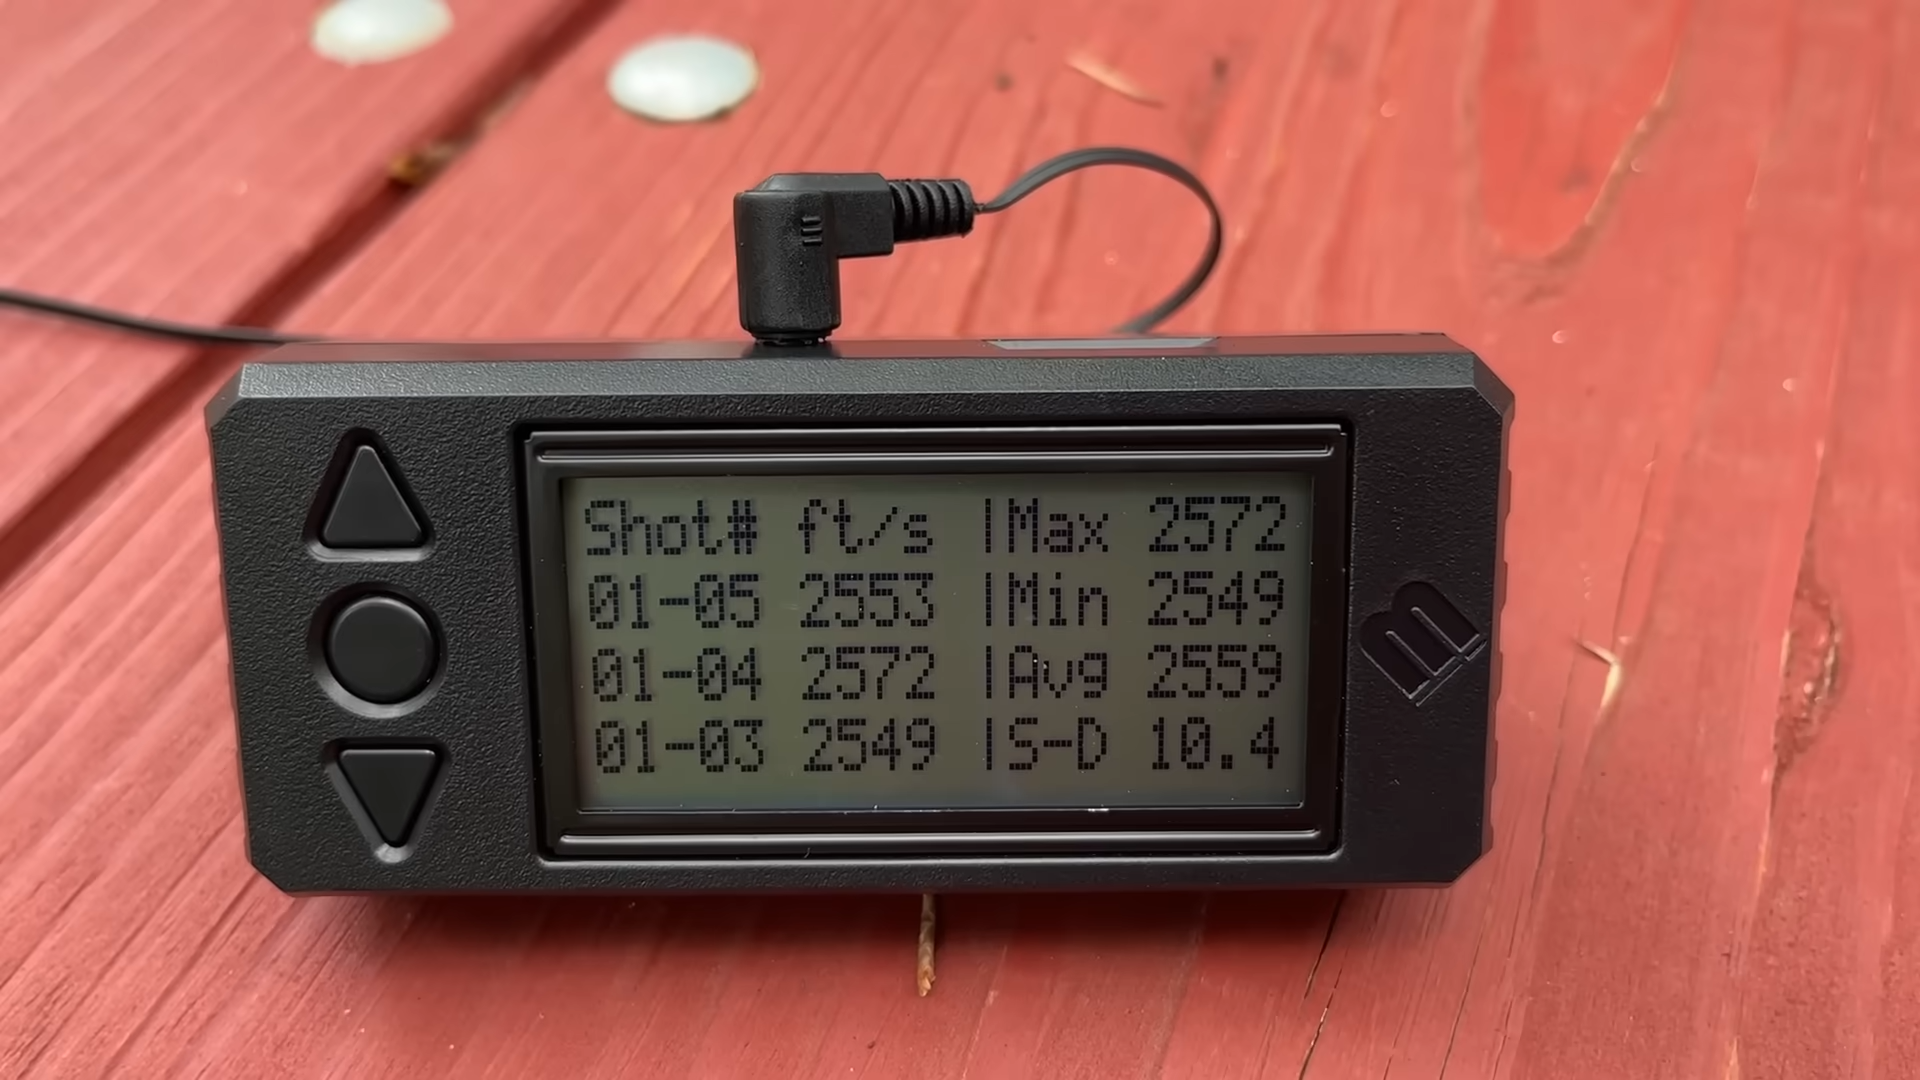 Shot# ft/s |Max 2572
01-05 2553 |Min 2549
01-04 2572 |Avg 2559
01-03 2549 |S-D 10.4